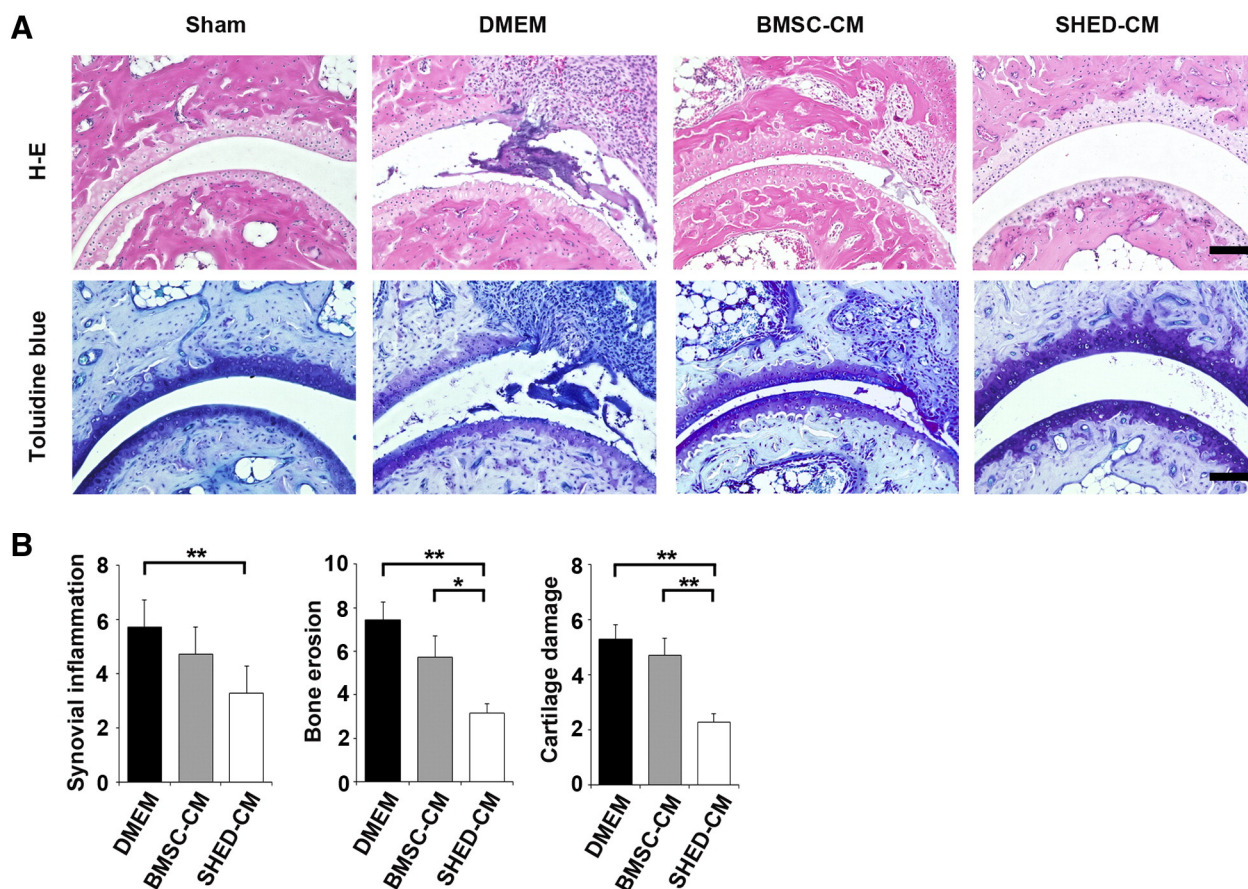 A
Sham DMEM BMSC-CM SHED-CM
H-E
Toluidine blue
B
Synovial inflammation
8
6
4
2
0
**
DMEM
BMSC-CM
SHED-CM
Bone erosion
10
8
6
4
2
0
**
*
DMEM
BMSC-CM
SHED-CM
Cartilage damage
8
6
4
2
0
**
**
DMEM
BMSC-CM
SHED-CM